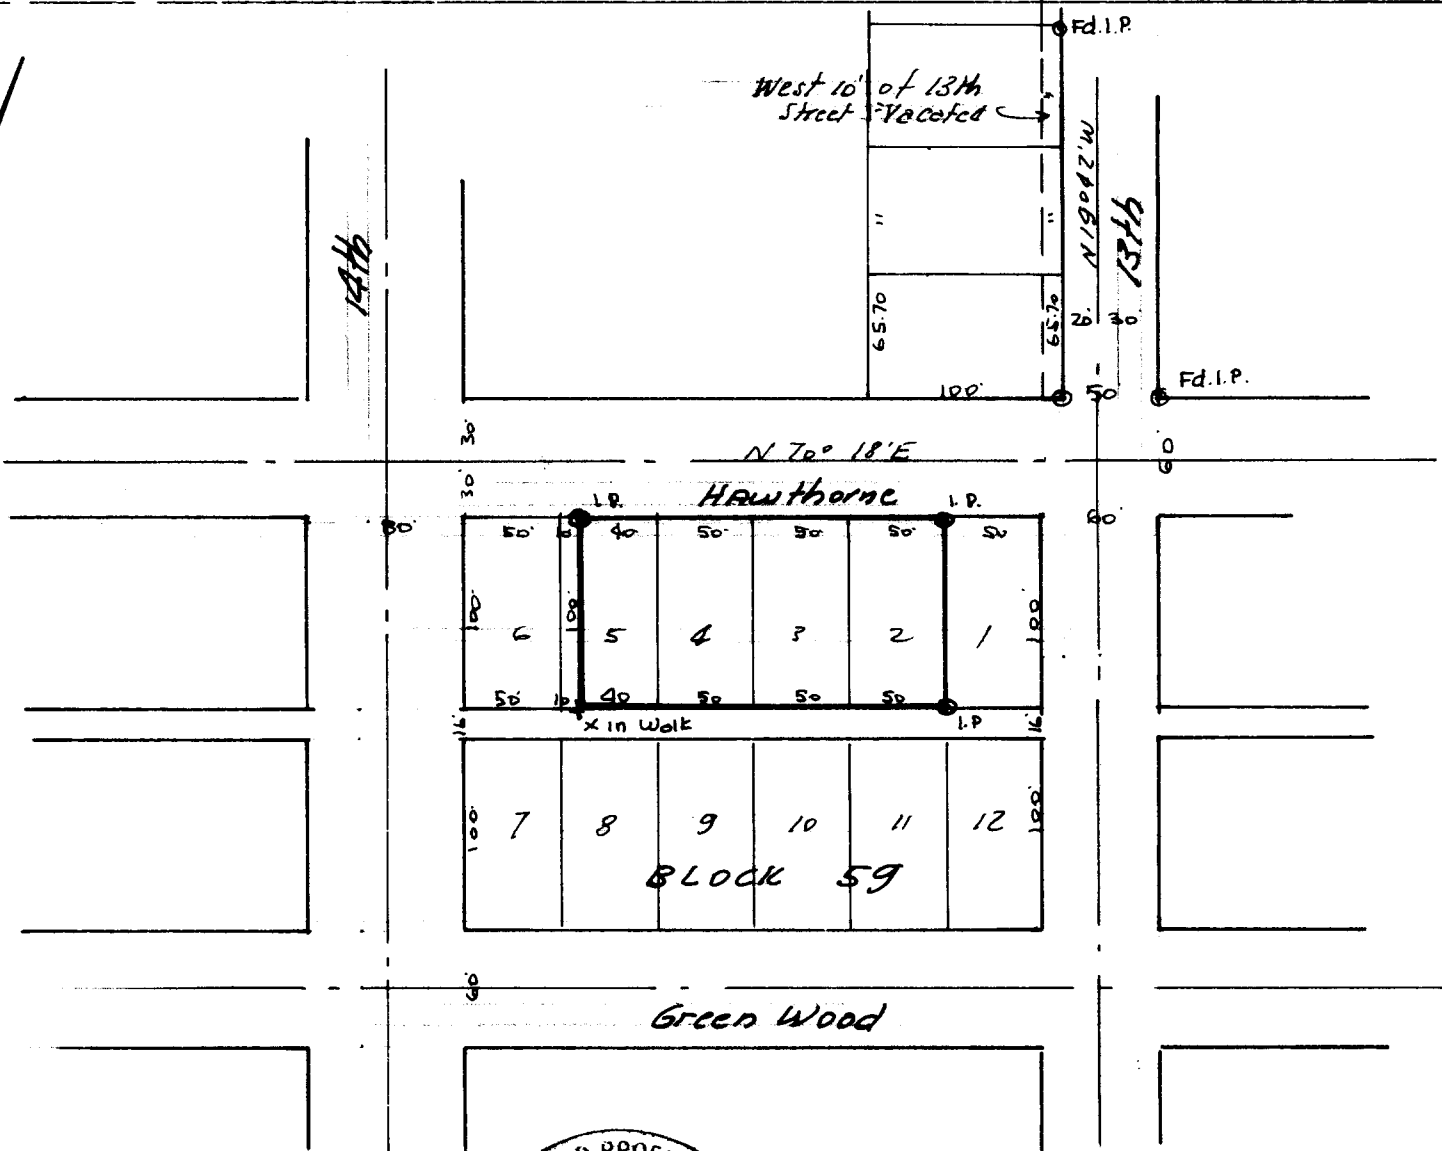 Fd.I.P.
West 10' of 13th
Street Vacated
"
N 19°42' W
14th
13th
"
"
65.70
65.70
20' 30'
100'
50'
Fd.I.P.
30'
N 70° 18' E
60
30'
Hawthorne
I.P.
I.P.
80'
50' 10 40 50' 50' 50' 50
60'
100'
100'
100'
6 5 4 3 2 1
50' 10 40 50 50 50
16'
X in Walk
I.P
16'
100'
7 8 9 10 11 12
100'
BLOCK 59
60'
Green Wood